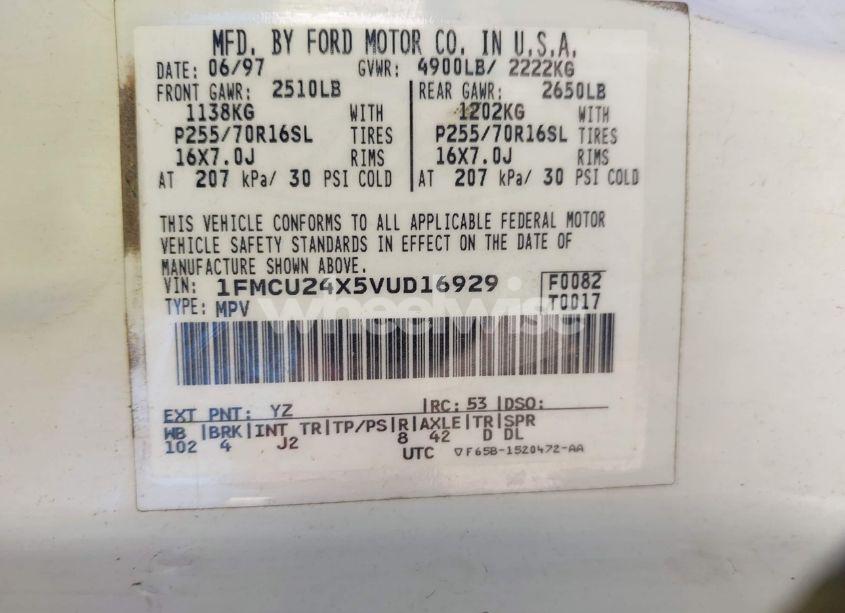 MFD. BY FORD MOTOR CO. IN U.S.A.
DATE: 06/97 GVWR: 4900LB/ 2222KG
FRONT GAWR: 2510LB REAR GAWR: 2650LB
1138KG WITH 1202KG WITH
P255/70R16SL TIRES P255/70R16SL TIRES
16X7.0J RIMS 16X7.0J RIMS
AT 207 kPa/ 30 PSI COLD AT 207 kPa/ 30 PSI COLD
THIS VEHICLE CONFORMS TO ALL APPLICABLE FEDERAL MOTOR
VEHICLE SAFETY STANDARDS IN EFFECT ON THE DATE OF
MANUFACTURE SHOWN ABOVE.
VIN: 1FMCU24X5VUD16929 F0082
TYPE: MPV T0017
wheelwise
EXT PNT: YZ RC: 53 DSO:
WB BRK INT TR TP/PS R AXLE TR SPR
102 4 J2 8 42 D DL
UTC ▽F65B-1520472-AA